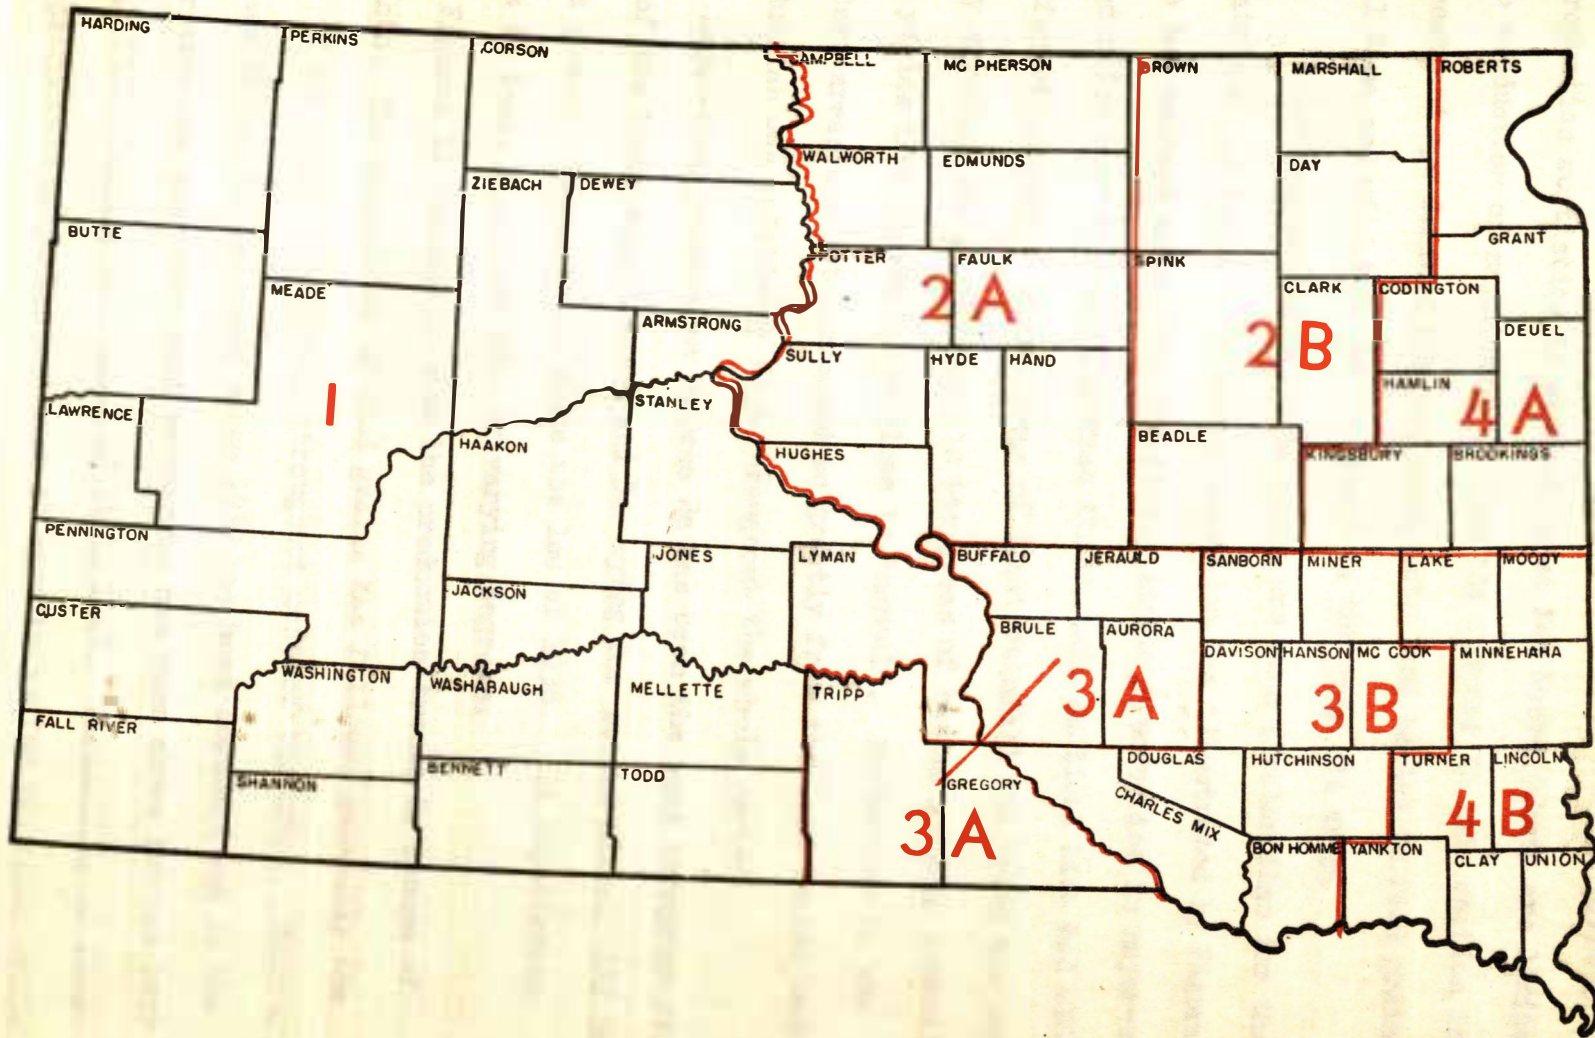 HARDING
PERKINS
CORSON
CAMPBELL
MC PHERSON
BROWN
MARSHALL
ROBERTS
WALWORTH
EDMUNDS
DAY
ZIEBACH
DEWEY
BUTTE
GRANT
POTTER
FAULK
SPINK
CLARK
CODINGTON
MEADE
2 A
ARMSTRONG
DEUEL
2 B
SULLY
HYDE
HAND
HAMLIN
1
4 A
LAWRENCE
STANLEY
HAAKON
BEADLE
HUGHES
KINGSBURY
BROOKINGS
PENNINGTON
JONES
LYMAN
BUFFALO
JERAULD
SANBORN
MINER
LAKE
MOODY
JACKSON
CUSTER
BRULE
AURORA
DAVISON
HANSON
MC COOK
MINNEHAHA
WASHINGTON
WASHABAUGH
MELLETTE
TRIPP
3 A
3 B
FALL RIVER
SHANNON
BENNETT
TODD
GREGORY
DOUGLAS
HUTCHINSON
TURNER
LINCOLN
CHARLES MIX
3 A
4 B
BON HOMME
YANKTON
CLAY
UNION